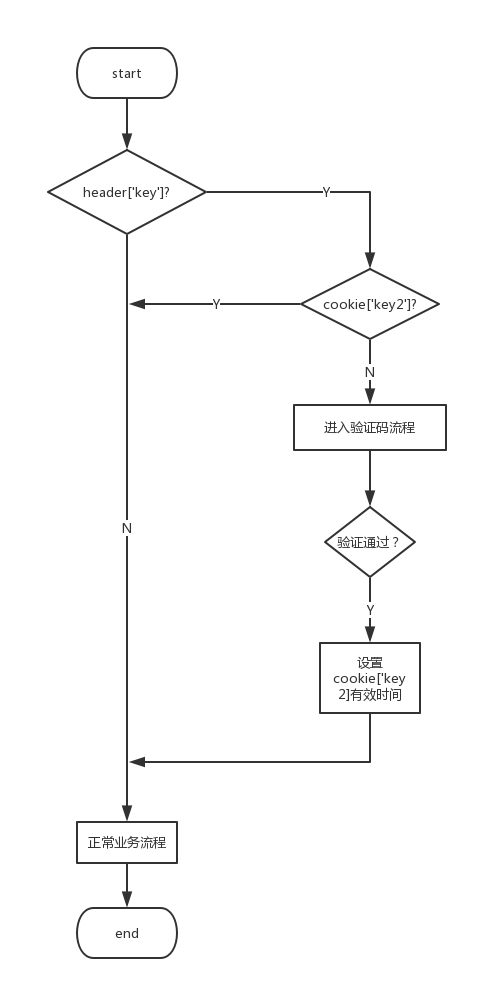 start
header['key']?
Y
cookie['key2']?
Y
N
进入验证码流程
N
验证通过？
Y
设置
cookie['key
2]有效时间
正常业务流程
end